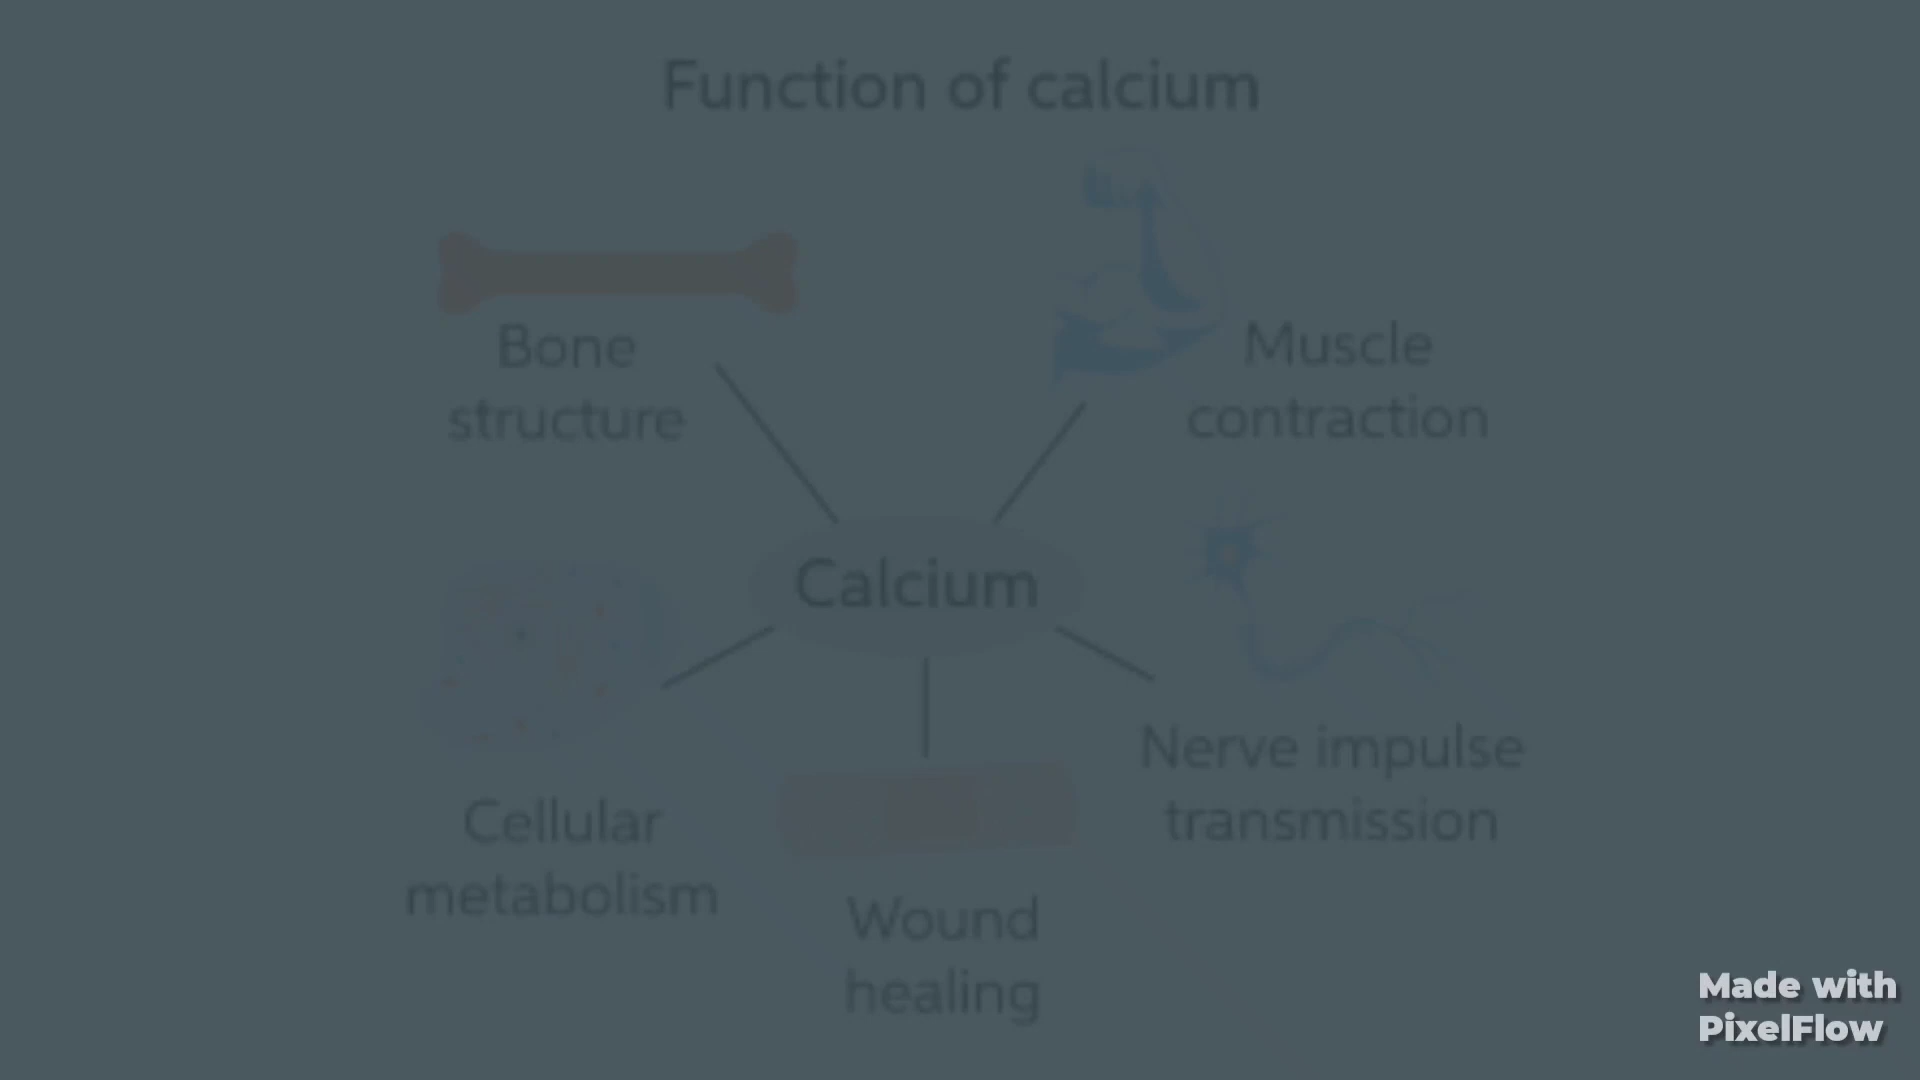 Function of calcium
Bone
structure
Muscle
contraction
Calcium
Cellular
metabolism
Wound
healing
Nerve impulse
transmission
Made with
PixelFlow